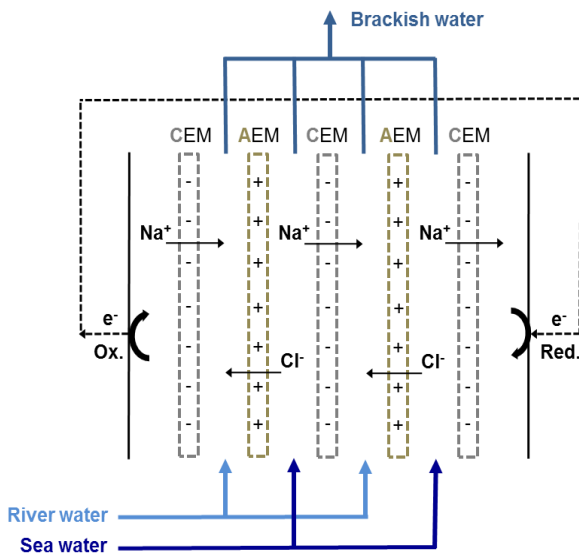 Brackish water
CEM AEM CEM AEM CEM
- + - + -
- + - + -
Na⁺ Na⁺ Na⁺
- + - + -
- + - + -
e⁻ e⁻
Ox. Red.
- + - + -
Cl⁻ Cl⁻
- + - + -
- + - + -
River water
Sea water